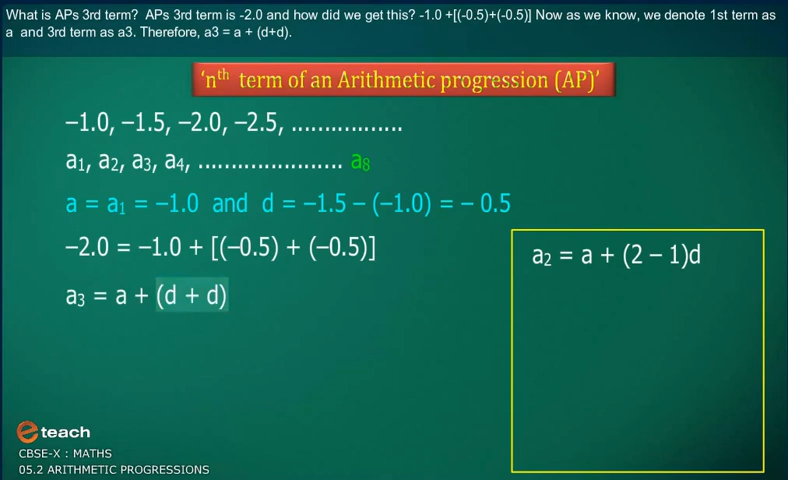 What is APs 3rd term?  APs 3rd term is -2.0 and how did we get this? -1.0 +[(-0.5)+(-0.5)] Now as we know, we denote 1st term as
a  and 3rd term as a3. Therefore, a3 = a + (d+d).
‘nth term of an Arithmetic progression (AP)’
–1.0, –1.5, –2.0, –2.5, .................
a1, a2, a3, a4, ...................... a8
a = a1 = –1.0 and d = –1.5 – (–1.0) = – 0.5
–2.0 = –1.0 + [(–0.5) + (–0.5)]
a2 = a + (2 – 1)d
a3 = a + (d + d)
eteach
CBSE-X : MATHS
05.2 ARITHMETIC PROGRESSIONS